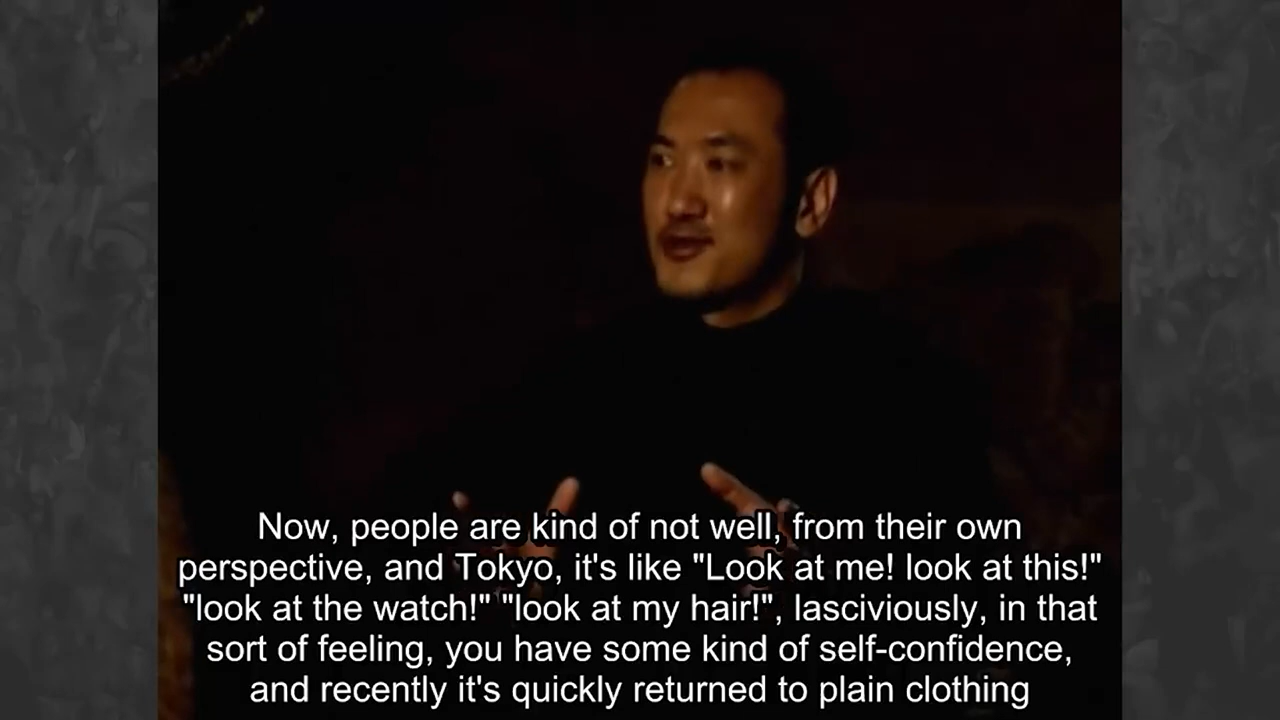 Now, people are kind of not well, from their own
perspective, and Tokyo, it's like "Look at me! look at this!"
"look at the watch!" "look at my hair!", lasciviously, in that
sort of feeling, you have some kind of self-confidence,
and recently it's quickly returned to plain clothing